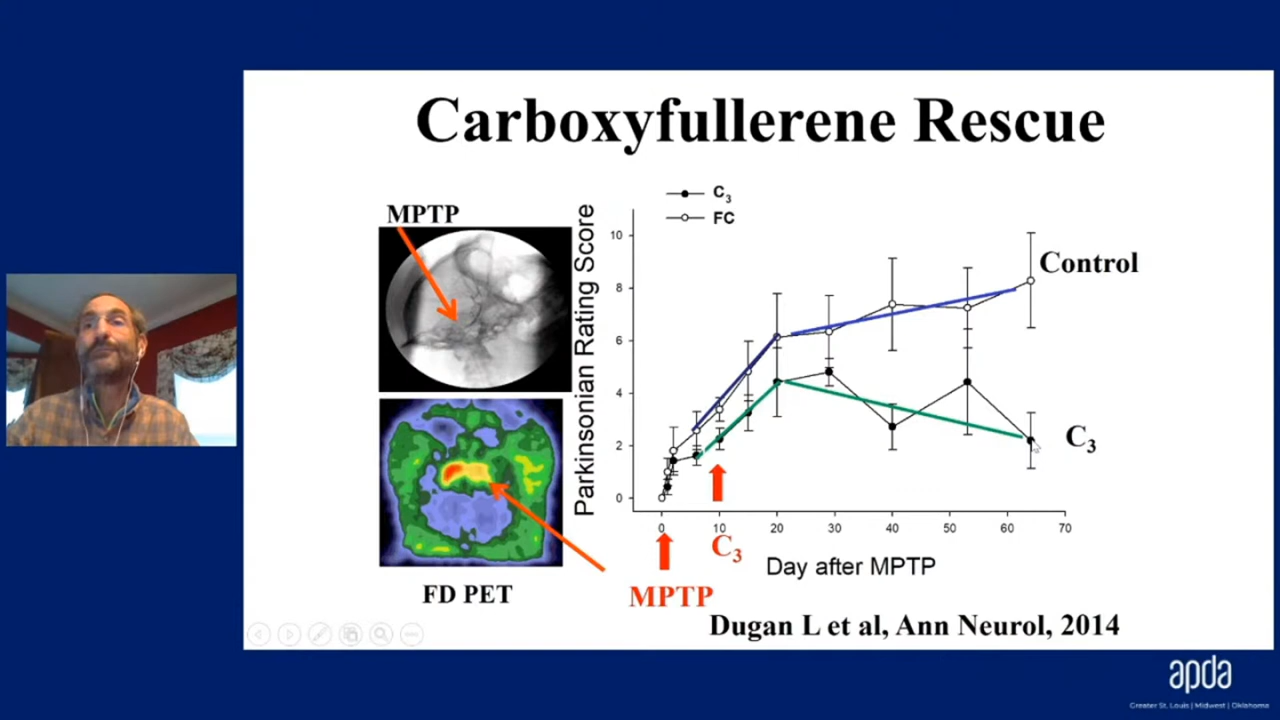 Carboxyfullerene Rescue
MPTP
FD PET
C3
FC
Parkinsonian Rating Score
10
8
6
4
2
0
0 10 20 30 40 50 60 70
Day after MPTP
Control
C3
C3
MPTP
Dugan L et al, Ann Neurol, 2014
apda
Greater St. Louis | Midwest | Oklahoma